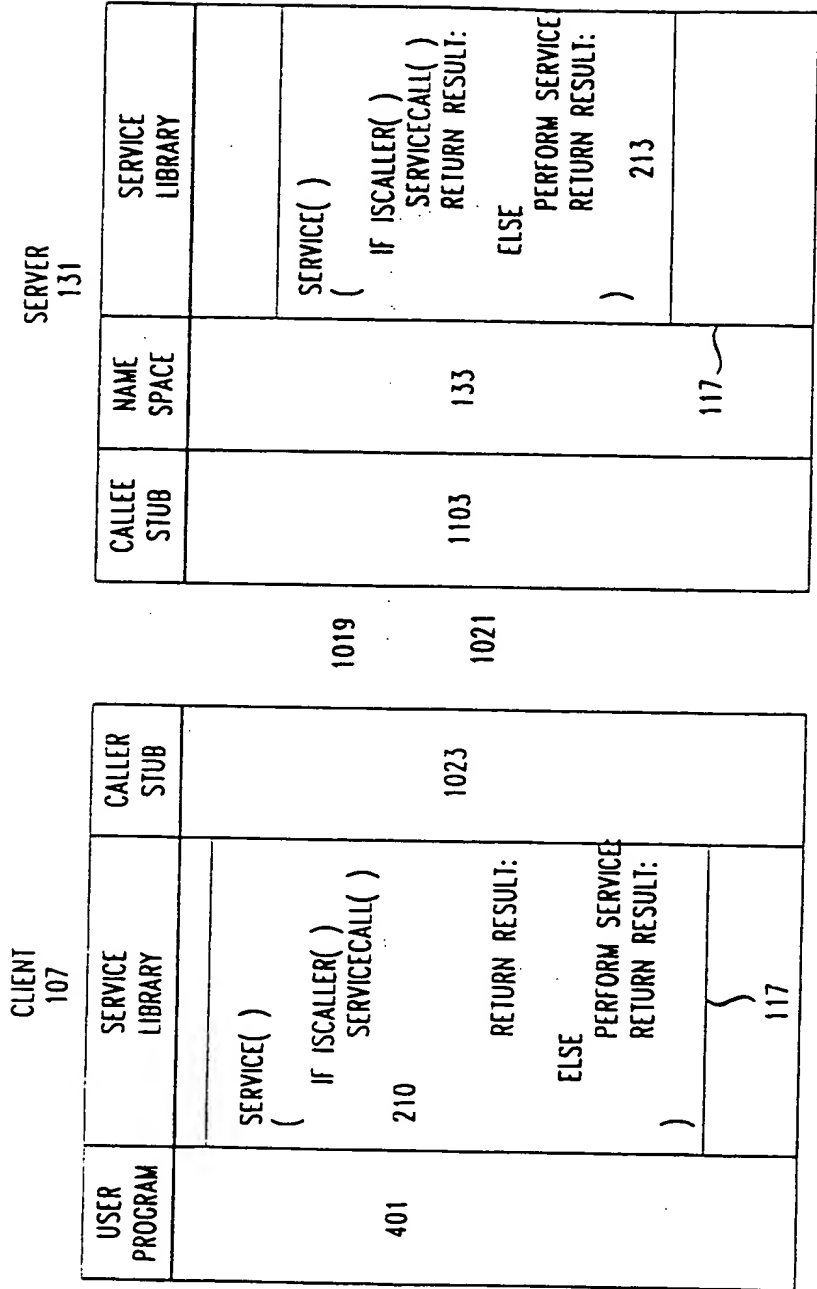 CLIENT
107
USER
PROGRAM
SERVICE
LIBRARY
CALLER
STUB
401
SERVICE( )
(
IF ISCALLER( )
210
SERVICECALL( )
RETURN RESULT:
ELSE
PERFORM SERVICE:
RETURN RESULT:
)
117
1023
1019
1021
SERVER
131
CALLEE
STUB
NAME
SPACE
SERVICE
LIBRARY
1103
133
SERVICE( )
(
IF ISCALLER( )
SERVICECALL( )
RETURN RESULT:
ELSE
PERFORM SERVICE:
RETURN RESULT:
)
213
117